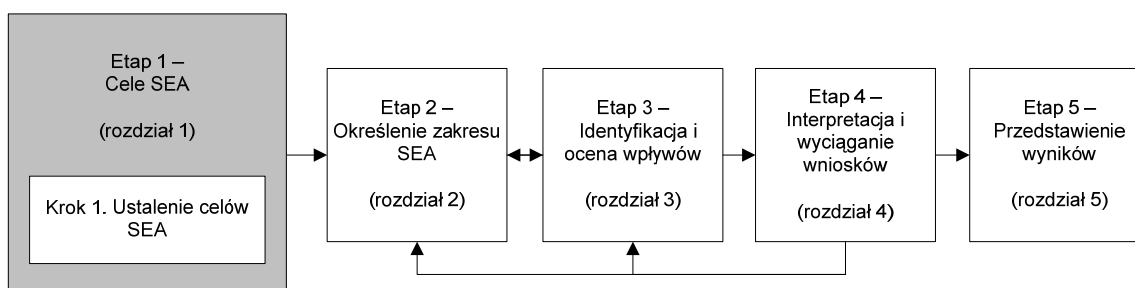 Etap 1 –
Cele SEA
(rozdział 1)
Krok 1. Ustalenie celów
SEA
Etap 2 –
Określenie zakresu
SEA
(rozdział 2)
Etap 3 –
Identyfikacja i
ocena wpływów
(rozdział 3)
Etap 4 –
Interpretacja i
wyciąganie
wniosków
(rozdział 4)
Etap 5 –
Przedstawienie
wyników
(rozdział 5)